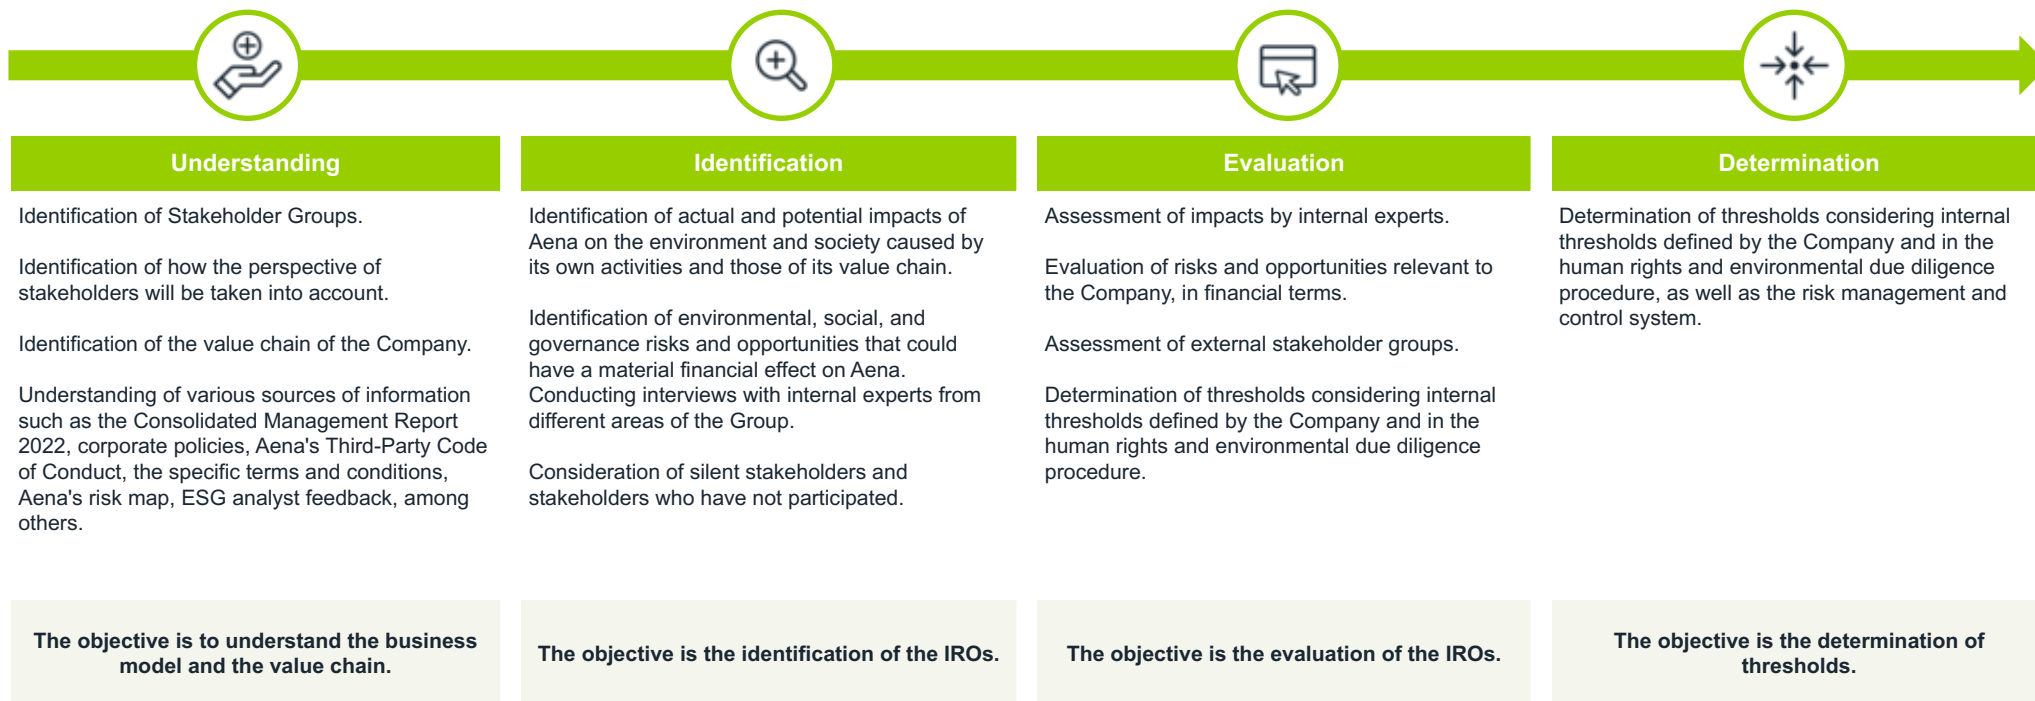 Understanding
Identification of Stakeholder Groups.
Identification of how the perspective of
stakeholders will be taken into account.
Identification of the value chain of the Company.
Understanding of various sources of information
such as the Consolidated Management Report
2022, corporate policies, Aena's Third-Party Code
of Conduct, the specific terms and conditions,
Aena's risk map, ESG analyst feedback, among
others.
The objective is to understand the business
model and the value chain.
Identification
Identification of actual and potential impacts of
Aena on the environment and society caused by
its own activities and those of its value chain.
Identification of environmental, social, and
governance risks and opportunities that could
have a material financial effect on Aena.
Conducting interviews with internal experts from
different areas of the Group.
Consideration of silent stakeholders and
stakeholders who have not participated.
The objective is the identification of the IROs.
Evaluation
Assessment of impacts by internal experts.
Evaluation of risks and opportunities relevant to
the Company, in financial terms.
Assessment of external stakeholder groups.
Determination of thresholds considering internal
thresholds defined by the Company and in the
human rights and environmental due diligence
procedure.
The objective is the evaluation of the IROs.
Determination
Determination of thresholds considering internal
thresholds defined by the Company and in the
human rights and environmental due diligence
procedure, as well as the risk management and
control system.
The objective is the determination of
thresholds.